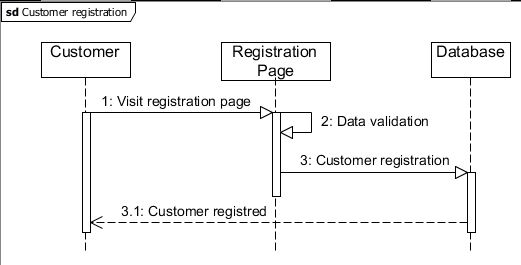 sd Customer registration
Customer
Registration
Page
Database
1: Visit registration page
2: Data validation
3: Customer registration
3.1: Customer registred